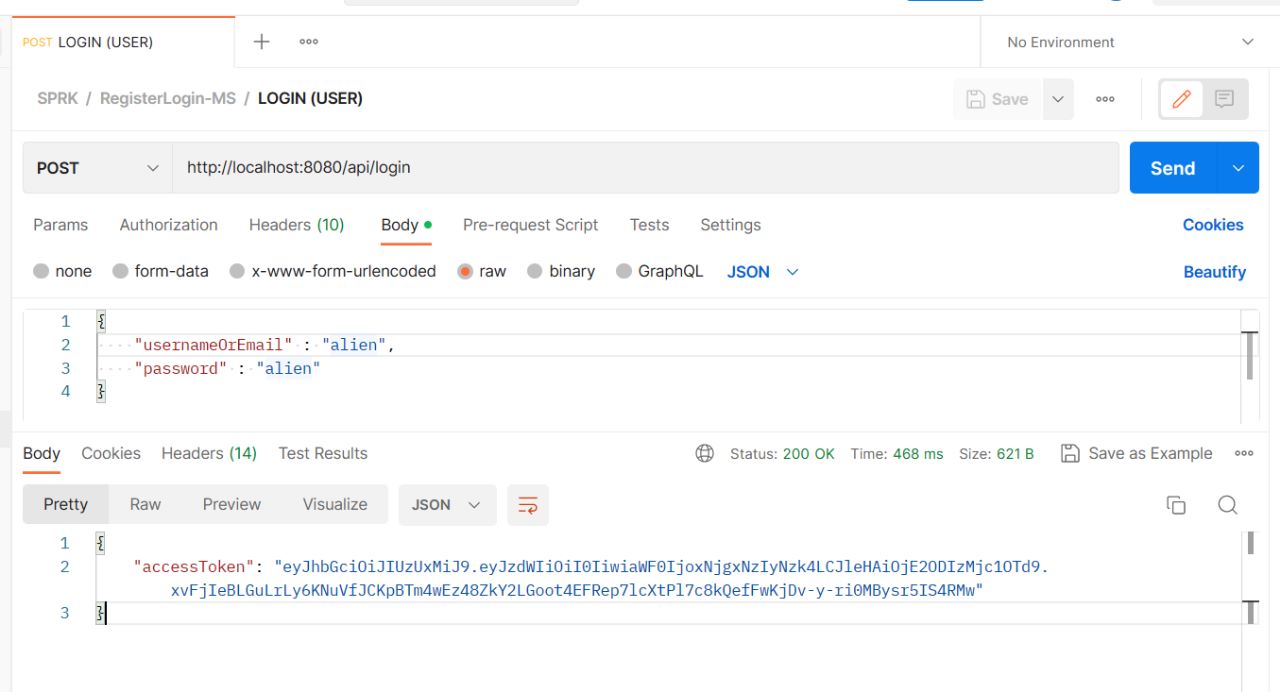 POST LOGIN (USER)
No Environment
SPRK / RegisterLogin-MS / LOGIN (USER)
Save
POST http://localhost:8080/api/login Send
Params Authorization Headers (10) Body Pre-request Script Tests Settings Cookies
none form-data x-www-form-urlencoded raw binary GraphQL JSON Beautify
1 {
2 "usernameOrEmail" : "alien",
3 "password" : "alien"
4 }
Body Cookies Headers (14) Test Results Status: 200 OK Time: 468 ms Size: 621 B Save as Example
Pretty Raw Preview Visualize JSON
1 {
2 "accessToken": "eyJhbGciOiJIUzUxMiJ9.eyJzdWIiOiI0IiwiaWF0IjoxNjgxNzIyNzk4LCJleHAiOjE2ODIzMjc1OTd9.
xvFjIeBLGuLrLy6KNuVfJCKpBTm4wEz48ZkY2LGoot4EFRep7lcXtPl7c8kQefFwKjDv-y-ri0MBysr5IS4RMw"
3 }